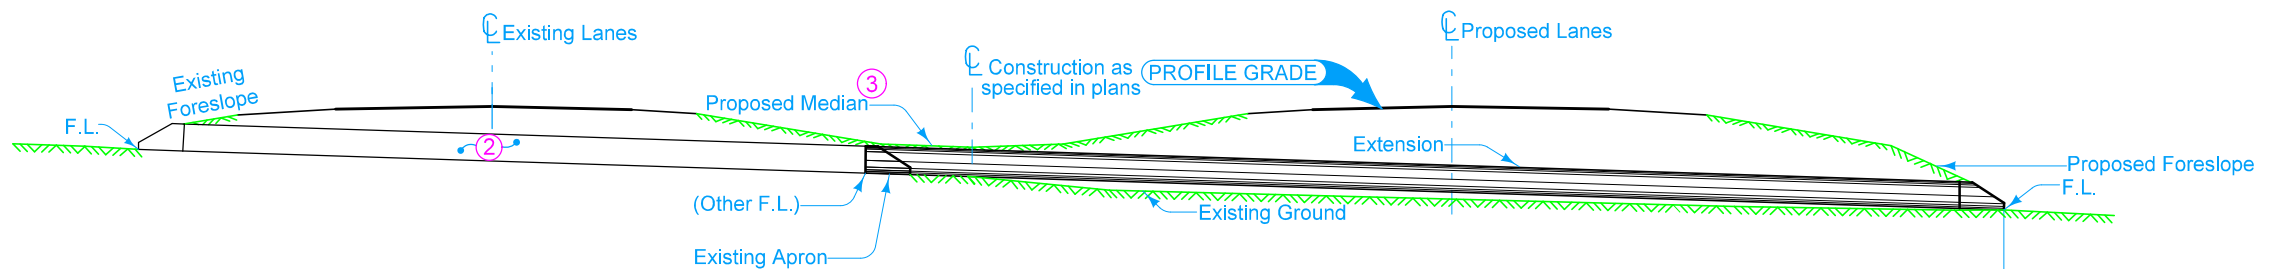 ℄ Existing Lanes
℄ Proposed Lanes
℄ Construction as
specified in plans
PROFILE GRADE
Existing
Foreslope
3
Proposed Median
F.L.
2
Extension
Proposed Foreslope
F.L.
(Other F.L.)
Existing Ground
Existing Apron